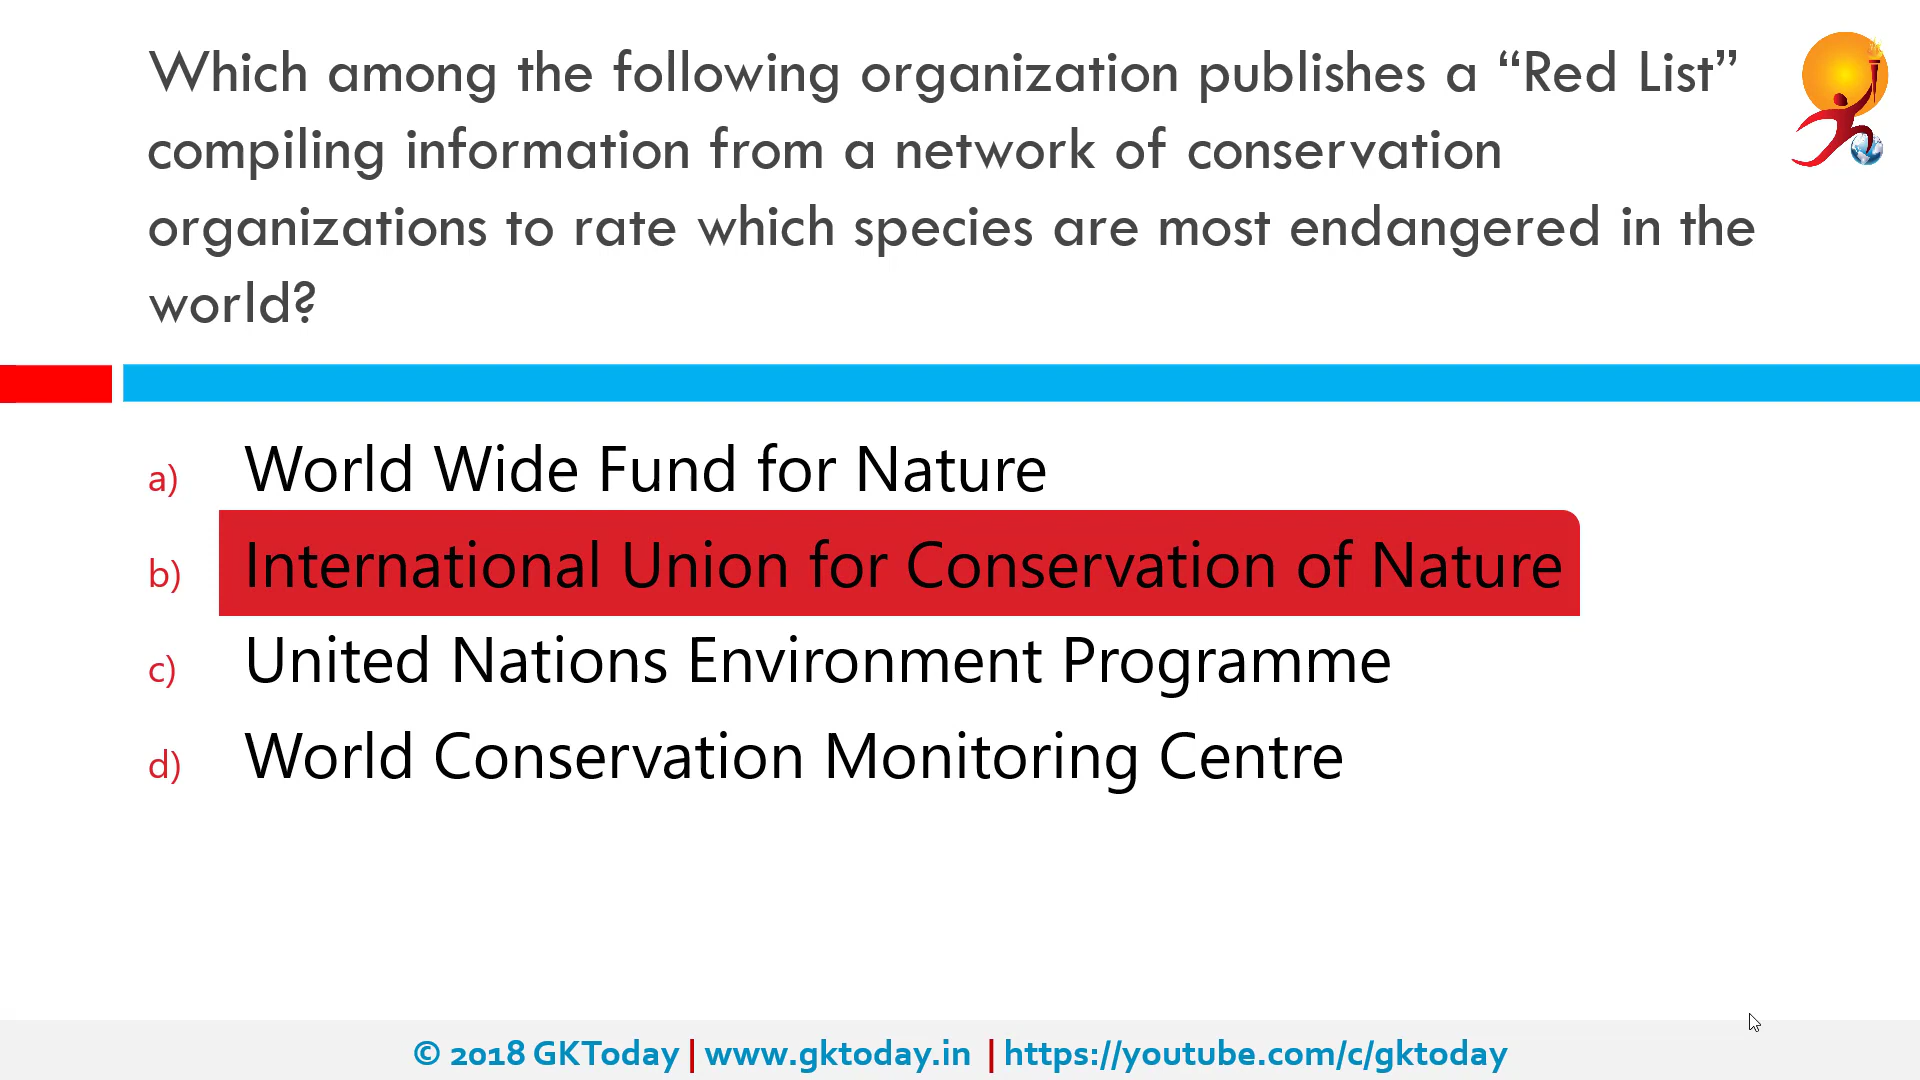 Which among the following organization publishes a “Red List”
compiling information from a network of conservation
organizations to rate which species are most endangered in the
world?
a) World Wide Fund for Nature
b) International Union for Conservation of Nature
c) United Nations Environment Programme
d) World Conservation Monitoring Centre
© 2018 GKToday | www.gktoday.in | https://youtube.com/c/gktoday